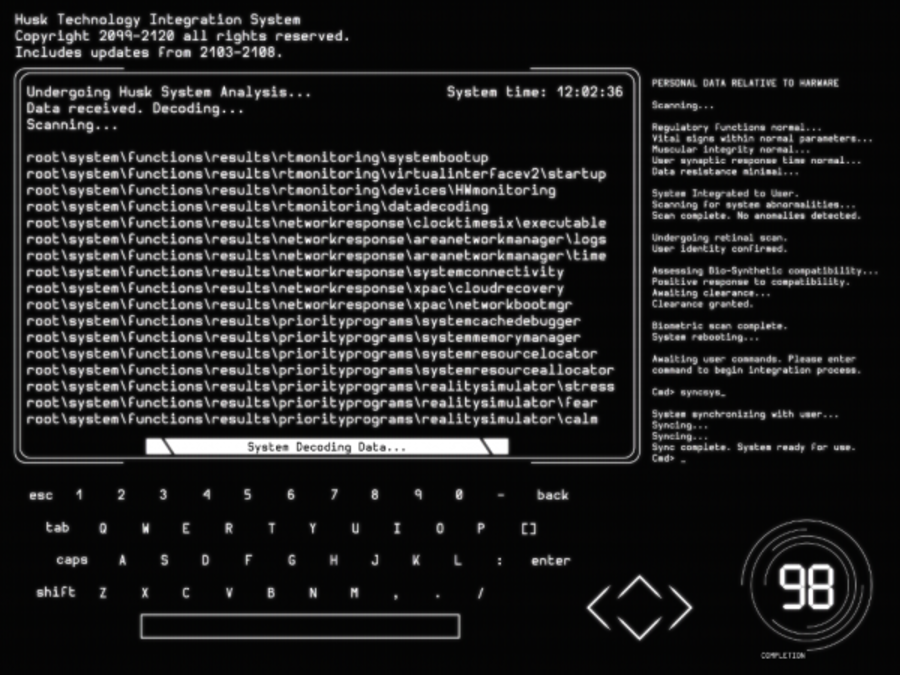 Husk Technology Integration System
Copyright 2099-2120 all rights reserved.
Includes updates from 2103-2108.
Undergoing Husk System Analysis... System time: 12:02:36
Data received. Decoding...
Scanning...
root\system\functions\results\rtmonitoring\systembootup
root\system\functions\results\rtmonitoring\virtualinterfacev2\startup
root\system\functions\results\rtmonitoring\devices\HWmonitoring
root\system\functions\results\rtmonitoring\datadecoding
root\system\functions\results\networkresponse\clocktimesix\executable
root\system\functions\results\networkresponse\areanetworkmanager\logs
root\system\functions\results\networkresponse\areanetworkmanager\time
root\system\functions\results\networkresponse\systemconnectivity
root\system\functions\results\networkresponse\xpac\cloudrecovery
root\system\functions\results\networkresponse\xpac\networkbootmgr
root\system\functions\results\priorityprograms\systemcachedebugger
root\system\functions\results\priorityprograms\systemmemorymanager
root\system\functions\results\priorityprograms\systemresourcelocator
root\system\functions\results\priorityprograms\systemresourceallocator
root\system\functions\results\priorityprograms\realitysimulator\stress
root\system\functions\results\priorityprograms\realitysimulator\fear
root\system\functions\results\priorityprograms\realitysimulator\calm
System Decoding Data...
PERSONAL DATA RELATIVE TO HARWARE
Scanning...
Regulatory functions normal...
Vital signs within normal parameters...
Muscular integrity normal...
User synaptic response time normal...
Data resistance minimal...
System Integrated to User.
Scanning for system abnormalities...
Scan complete. No anomalies detected.
Undergoing retinal scan.
User identity confirmed.
Assessing Bio-Synthetic compatibility...
Positive response to compatibility.
Awaiting clearance...
Clearance granted.
Biometric scan complete.
System rebooting...
Awaiting user commands. Please enter
command to begin integration process.
Cmd> syncsys_
System synchronizing with user...
Syncing...
Syncing...
Sync complete. System ready for use.
Cmd> _
esc 1 2 3 4 5 6 7 8 9 0 - back
tab Q W E R T Y U I O P []
caps A S D F G H J K L : enter
shift Z X C V B N M , . /
98
COMPLETION